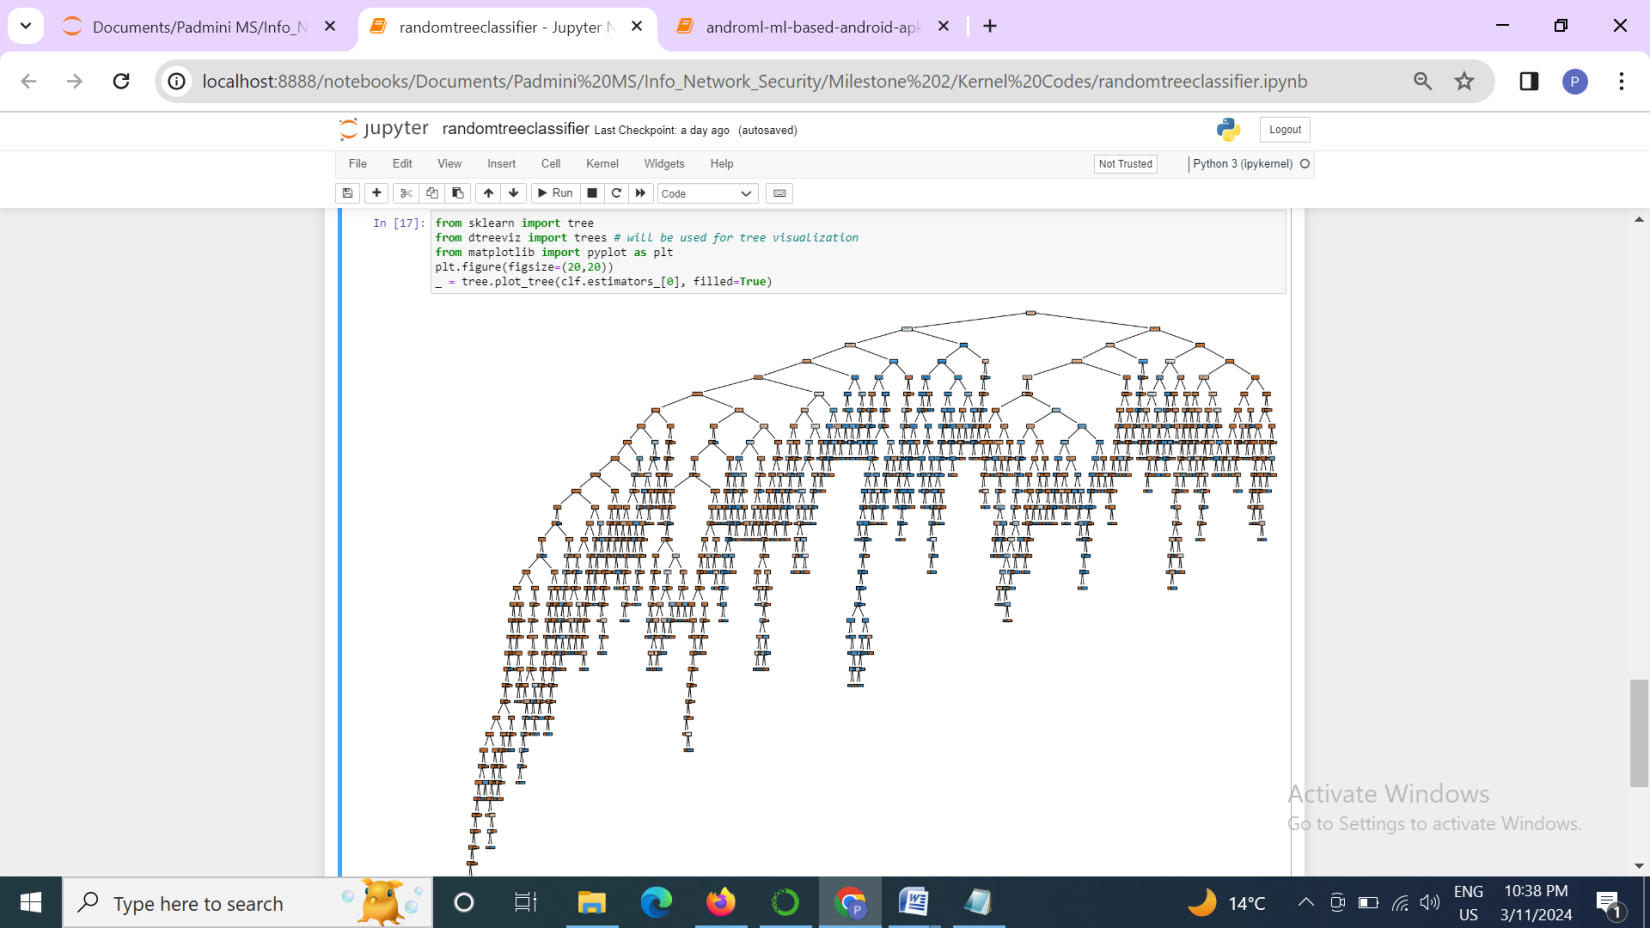 Documents/Padmini MS/Info_N
randomtreeclassifier - Jupyter N
androml-ml-based-android-apk
localhost:8888/notebooks/Documents/Padmini%20MS/Info_Network_Security/Milestone%202/Kernel%20Codes/randomtreeclassifier.ipynb
P
jupyter randomtreeclassifier Last Checkpoint: a day ago (autosaved)
Logout
File Edit View Insert Cell Kernel Widgets Help
Not Trusted
Python 3 (ipykernel)
Run
Code
In [17]:
from sklearn import tree
from dtreeviz import trees # will be used for tree visualization
from matplotlib import pyplot as plt
plt.figure(figsize=(20,20))
_ = tree.plot_tree(clf.estimators_[0], filled=True)
Activate Windows
Go to Settings to activate Windows.
Type here to search
P
14°C
ENG
US
10:38 PM
3/11/2024
1